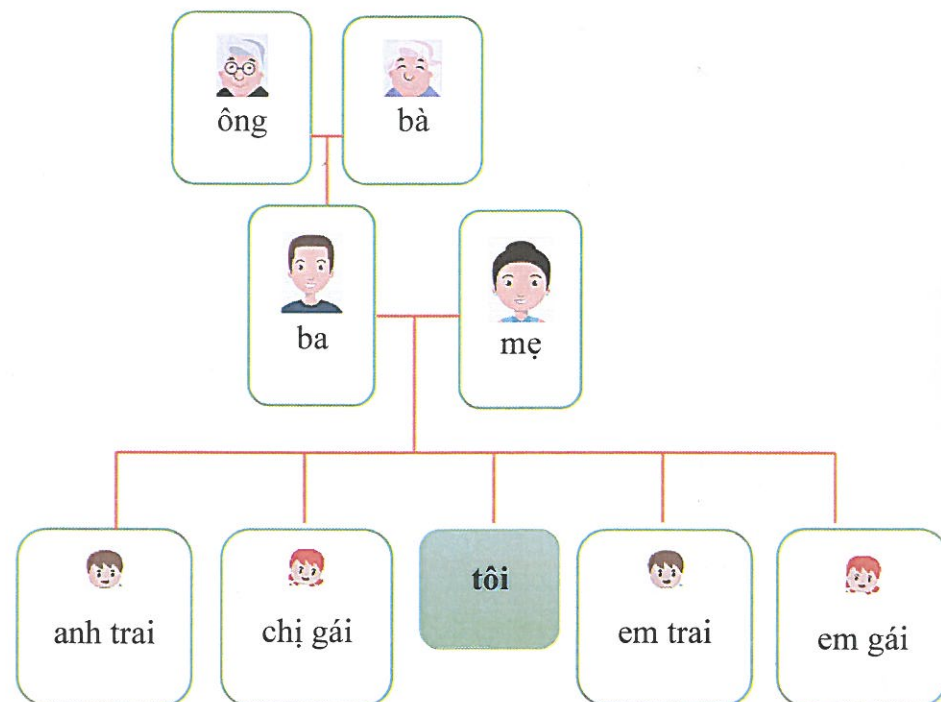 ông
bà
ba
mẹ
anh trai
chị gái
tôi
em trai
em gái